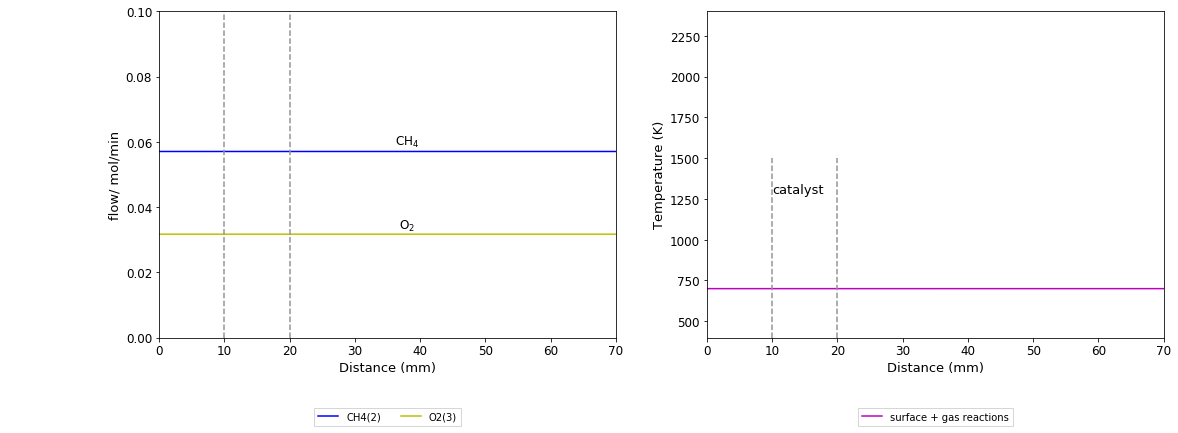 0.10
0.08
0.06
0.04
0.02
0.00
flow/ mol/min
CH₄
O₂
0 10 20 30 40 50 60 70
Distance (mm)
CH4(2) O2(3)
2250
2000
1750
1500
1250
1000
750
500
Temperature (K)
catalyst
0 10 20 30 40 50 60 70
Distance (mm)
surface + gas reactions